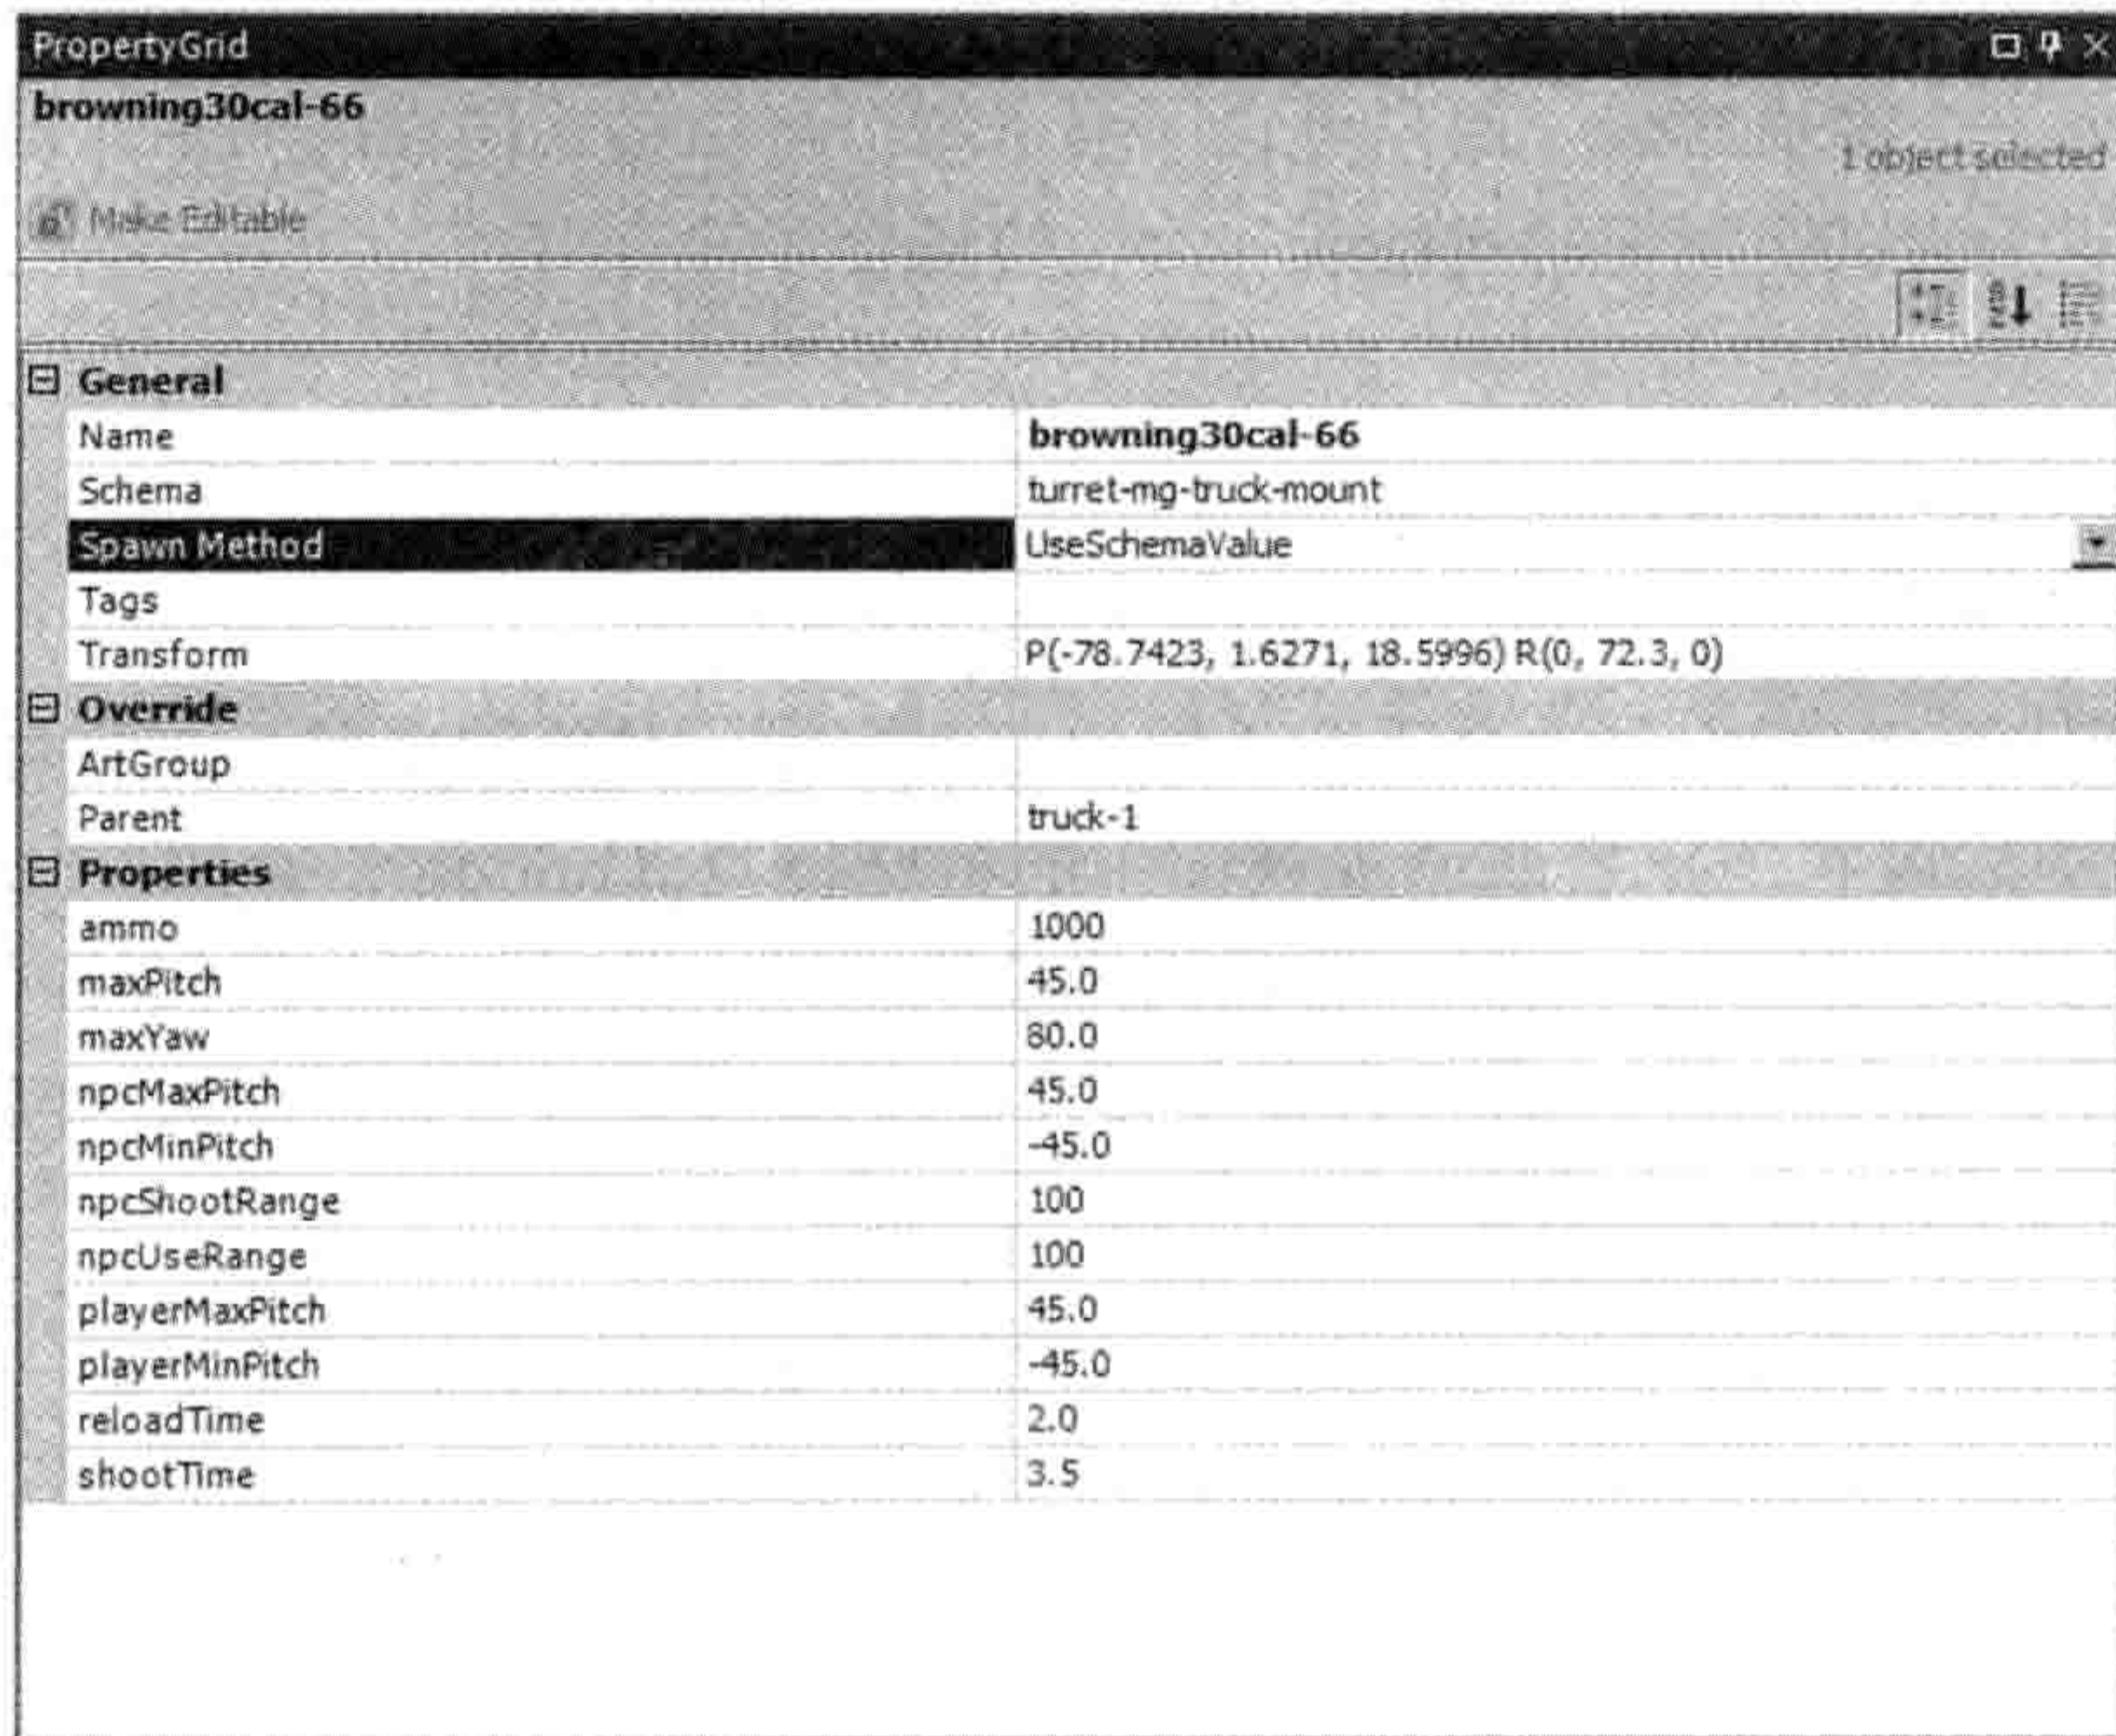 PropertyGrid
browning30cal-66
1 object selected
Make Editable
General
Name browning30cal-66
Schema turret-mg-truck-mount
Spawn Method UseSchemaValue
Tags
Transform P(-78.7423, 1.6271, 18.5996) R(0, 72.3, 0)
Override
ArtGroup
Parent truck-1
Properties
ammo 1000
maxPitch 45.0
maxYaw 80.0
npcMaxPitch 45.0
npcMinPitch -45.0
npcShootRange 100
npcUseRange 100
playerMaxPitch 45.0
playerMinPitch -45.0
reloadTime 2.0
shootTime 3.5